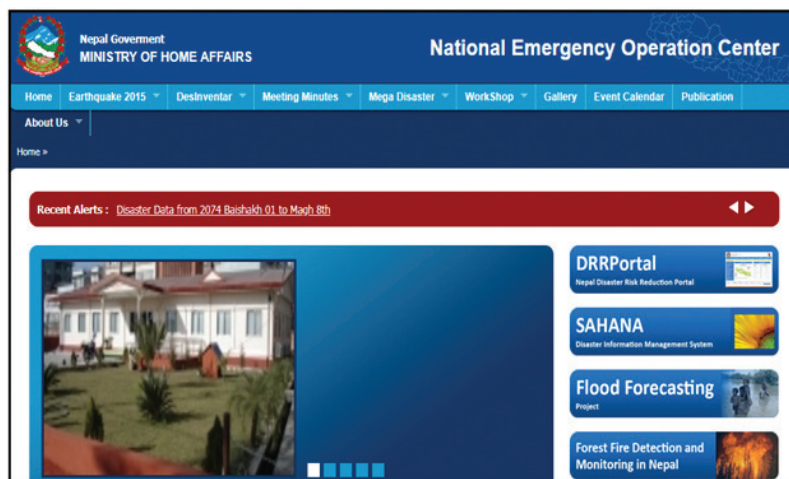 Nepal Goverment
MINISTRY OF HOME AFFAIRS
National Emergency Operation Center
Home Earthquake 2015 DesInventar Meeting Minutes Mega Disaster WorkShop Gallery Event Calendar Publication
About Us
Home »
Recent Alerts : Disaster Data from 2074 Baishakh 01 to Magh 8th
DRRPortal
Nepal Disaster Risk Reduction Portal
SAHANA
Disaster Information Management System
Flood Forecasting
Project
Forest Fire Detection and
Monitoring in Nepal